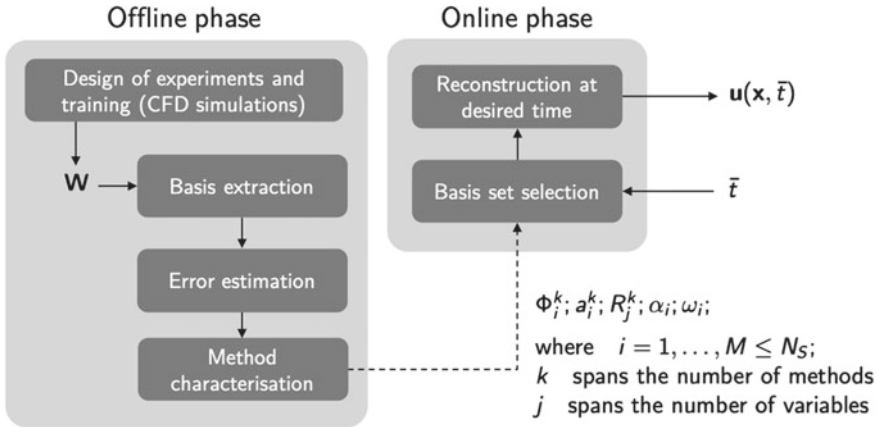 Offline phase
Design of experiments and
training (CFD simulations)
W
Basis extraction
Error estimation
Method
characterisation
Online phase
Reconstruction at
desired time
u(x, t̄)
Basis set selection
t̄
Φᵢᵏ; aᵢᵏ; Rⱼᵏ; αᵢ; ωᵢ;
where i = 1, . . . , M ≤ N_S;
k spans the number of methods
j spans the number of variables